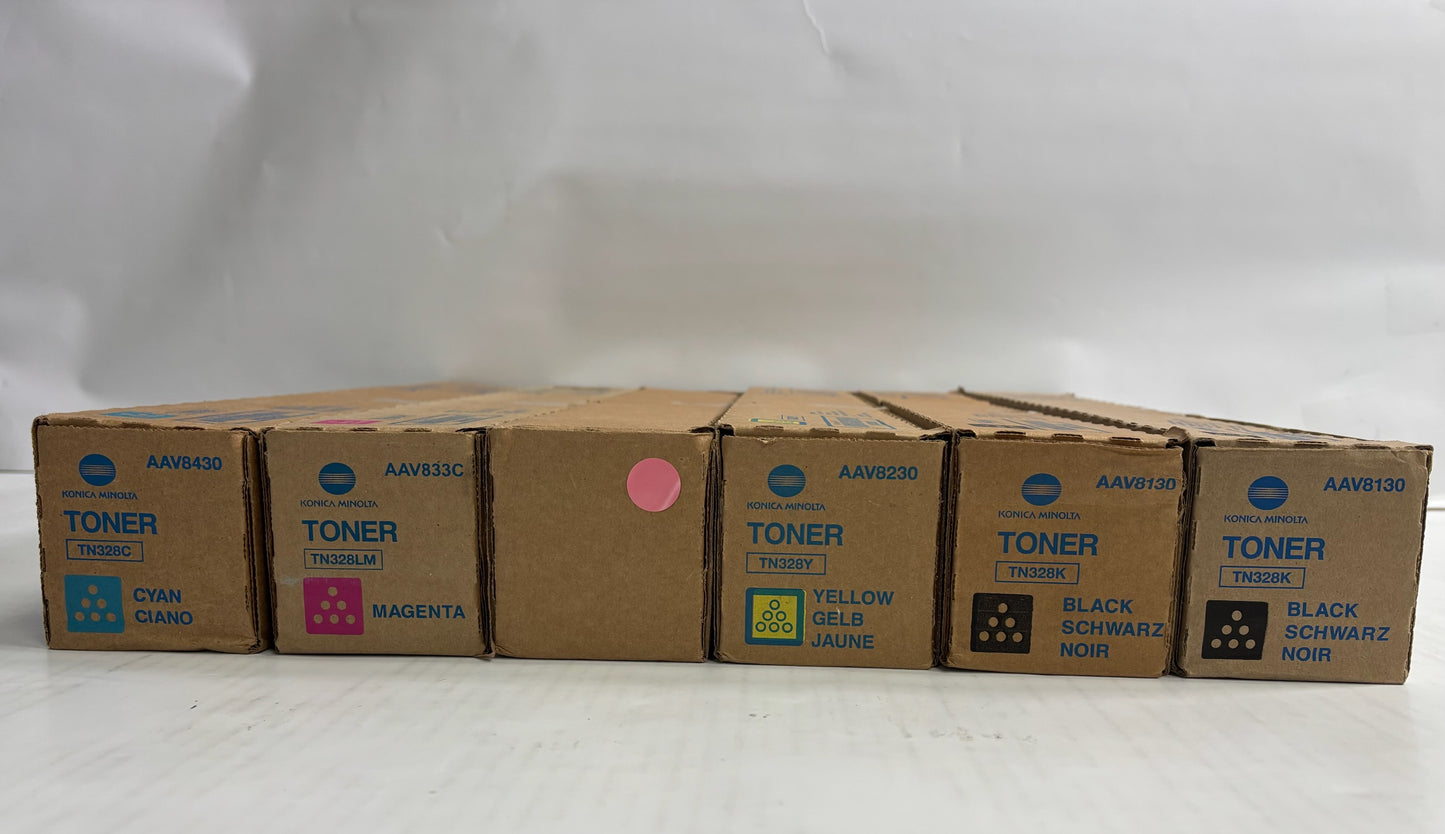 AAV8430
KONICA MINOLTA
TONER
TN328C
CYAN
CIANO
AAV833C
KONICA MINOLTA
TONER
TN328LM
MAGENTA
AAV8230
KONICA MINOLTA
TONER
TN328Y
YELLOW
GELB
JAUNE
AAV8130
KONICA MINOLTA
TONER
TN328K
BLACK
SCHWARZ
NOIR
AAV8130
KONICA MINOLTA
TONER
TN328K
BLACK
SCHWARZ
NOIR